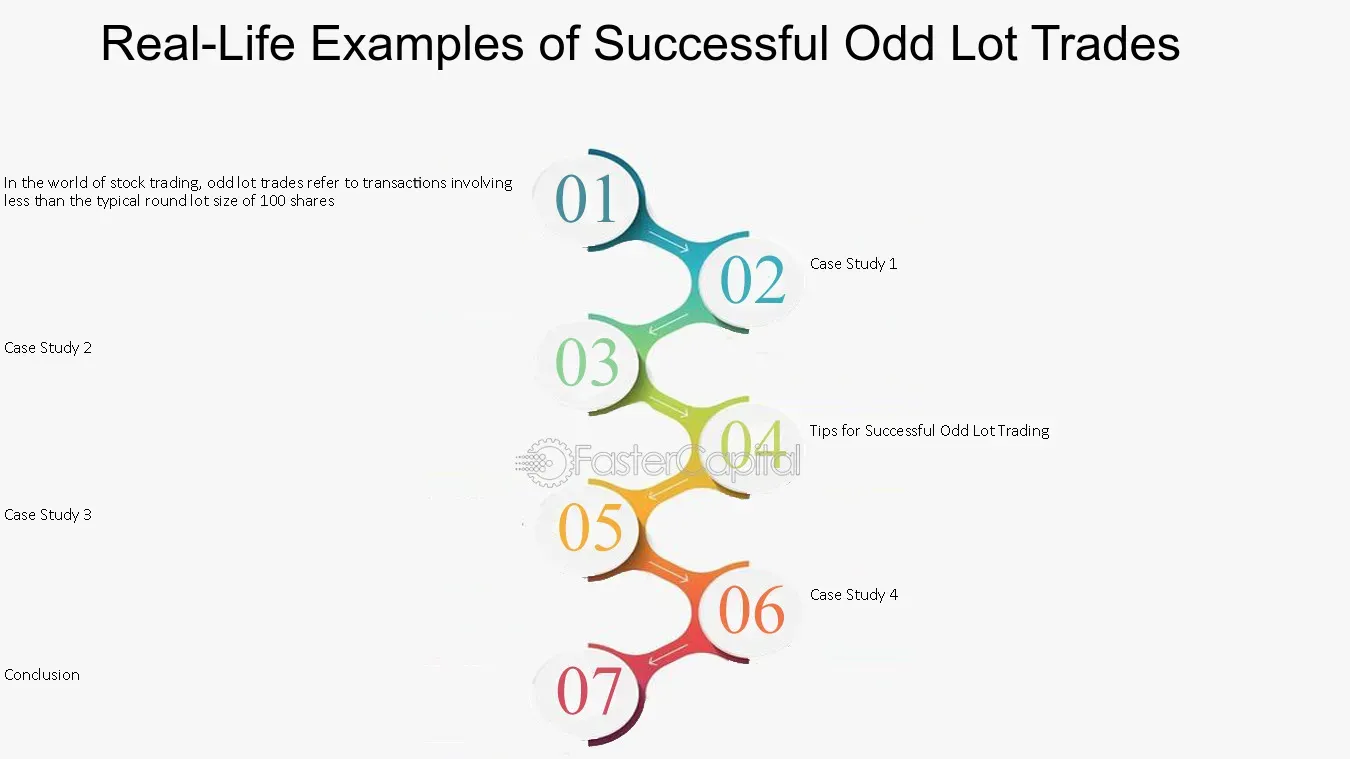 Real-Life Examples of Successful Odd Lot Trades
In the world of stock trading, odd lot trades refer to transactions involving
less than the typical round lot size of 100 shares
01
02
Case Study 1
Case Study 2
03
04
Tips for Successful Odd Lot Trading
FasterCapital
Case Study 3
05
06
Case Study 4
Conclusion
07